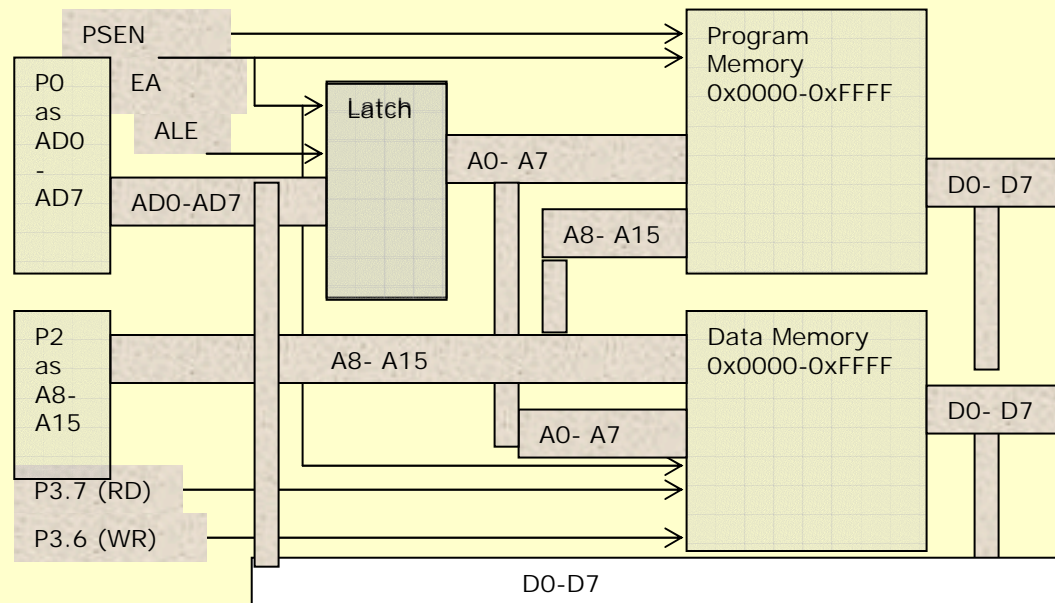 PSEN
EA
ALE
P0
as
AD0
-
AD7
AD0-AD7
Latch
A0- A7
A8- A15
Program
Memory
0x0000-0xFFFF
D0- D7
P2
as
A8-
A15
A8- A15
A0- A7
Data Memory
0x0000-0xFFFF
D0- D7
P3.7 (RD)
P3.6 (WR)
D0-D7